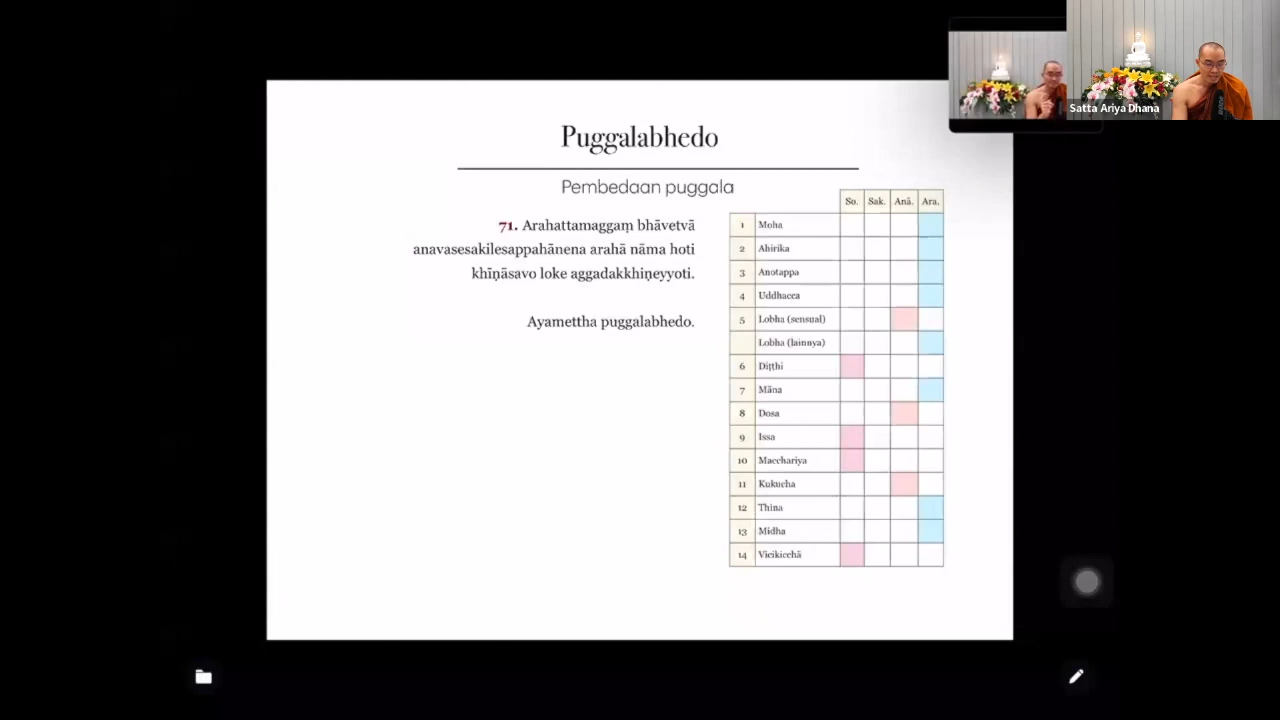 Satta Ariya Dhana
Puggalabhedo
Pembedaan puggala
71. Arahattamaggaṃ bhāvetvā
anavasesakilesappahānena arahā nāma hoti
khīṇāsavo loke aggadakkhiṇeyyoti.
Ayamettha puggalabhedo.
So. Sak. Anā. Ara.
1 Moha
2 Ahirika
3 Anotappa
4 Uddhacca
5 Lobha (sensual)
Lobha (lainnya)
6 Diṭṭhi
7 Māna
8 Dosa
9 Issa
10 Macchariya
11 Kukucha
12 Thina
13 Midha
14 Vicikicchā